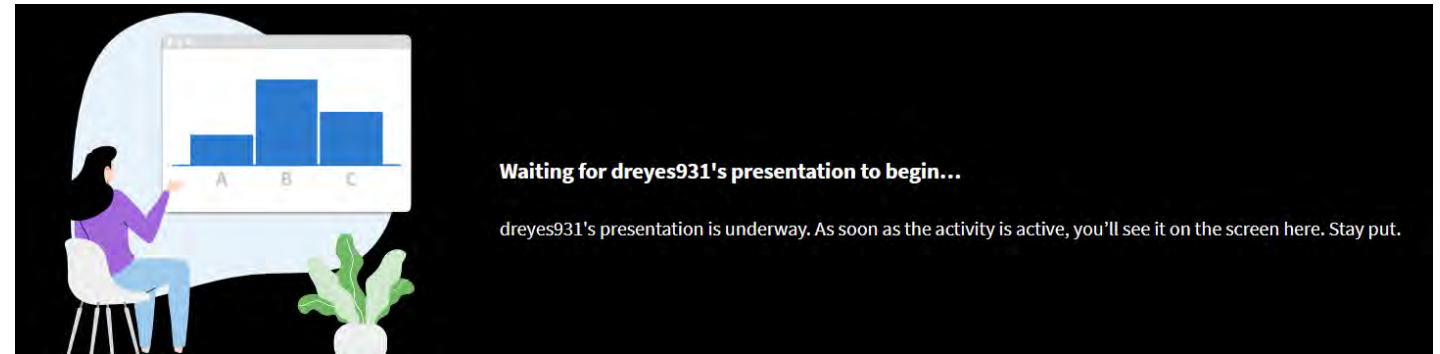 A B C
Waiting for dreyes931's presentation to begin...
dreyes931's presentation is underway. As soon as the activity is active, you’ll see it on the screen here. Stay put.